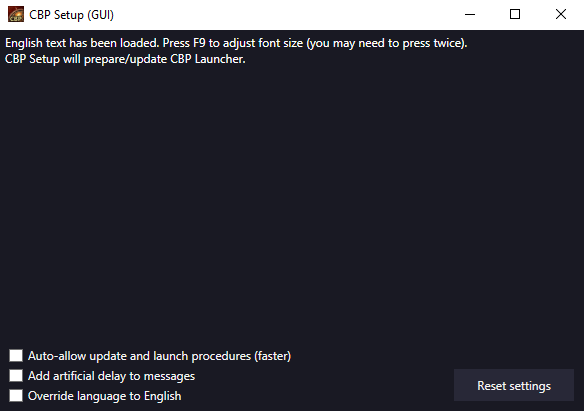 CBP Setup (GUI)
English text has been loaded. Press F9 to adjust font size (you may need to press twice).
CBP Setup will prepare/update CBP Launcher.
Auto-allow update and launch procedures (faster)
Add artificial delay to messages
Override language to English
Reset settings